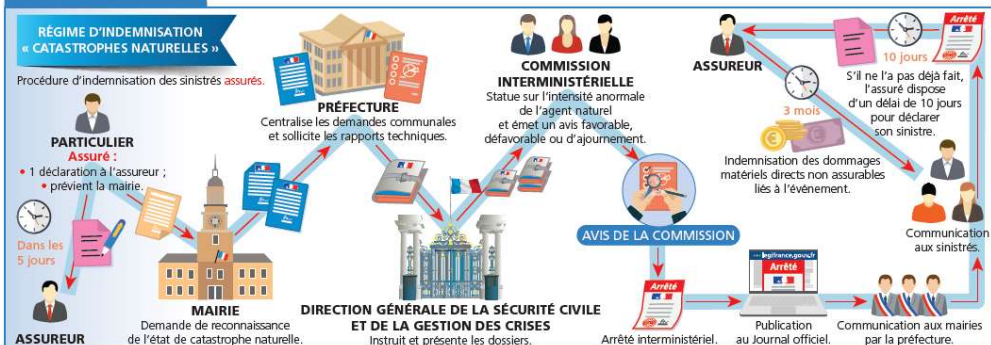 RÉGIME D'INDEMNISATION
« CATASTROPHES NATURELLES »
Procédure d'indemnisation des sinistrés assurés.
PARTICULIER
Assuré :
• 1 déclaration à l'assureur ;
• prévient la mairie.
Dans les
5 jours
ASSUREUR
MAIRIE
Demande de reconnaissance
de l'état de catastrophe naturelle.
PRÉFECTURE
Centralise les demandes communales
et sollicite les rapports techniques.
DIRECTION GÉNÉRALE DE LA SÉCURITÉ CIVILE
ET DE LA GESTION DES CRISES
Instruit et présente les dossiers.
COMMISSION
INTERMINISTÉRIELLE
Statue sur l'intensité anormale
de l'agent naturel
et émet un avis favorable,
défavorable ou d'ajournement.
AVIS DE LA COMMISSION
Arrêté
Arrêté interministériel.
legifrance.gouv.fr
Arrêté
Publication
au Journal officiel.
Communication aux mairies
par la préfecture.
Arrêté
10 jours
S'il ne l'a pas déjà fait,
l'assuré dispose
d'un délai de 10 jours
pour déclarer
son sinistre.
ASSUREUR
3 mois
Indemnisation des dommages
matériels directs non assurables
liés à l'événement.
Communication
aux sinistrés.